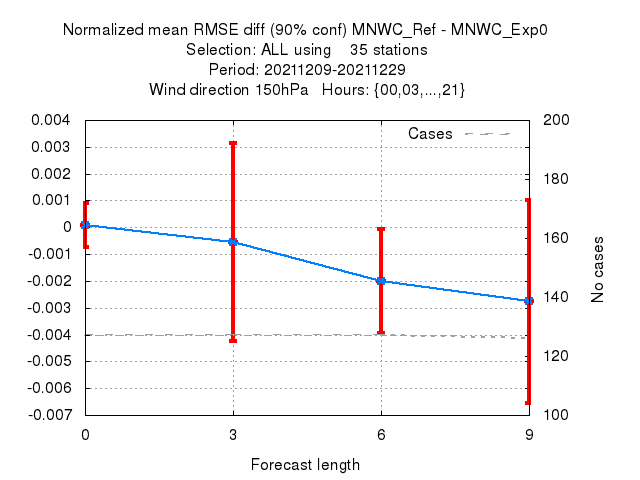 Normalized mean RMSE diff (90% conf) MNWC_Ref - MNWC_Exp0
Selection: ALL using    35 stations
Period: 20211209-20211229
Wind direction 150hPa   Hours: {00,03,...,21}
Cases
0.004
0.003
0.002
0.001
0
-0.001
-0.002
-0.003
-0.004
-0.005
-0.006
-0.007
200
180
160
140
120
100
No cases
0 3 6 9
Forecast length